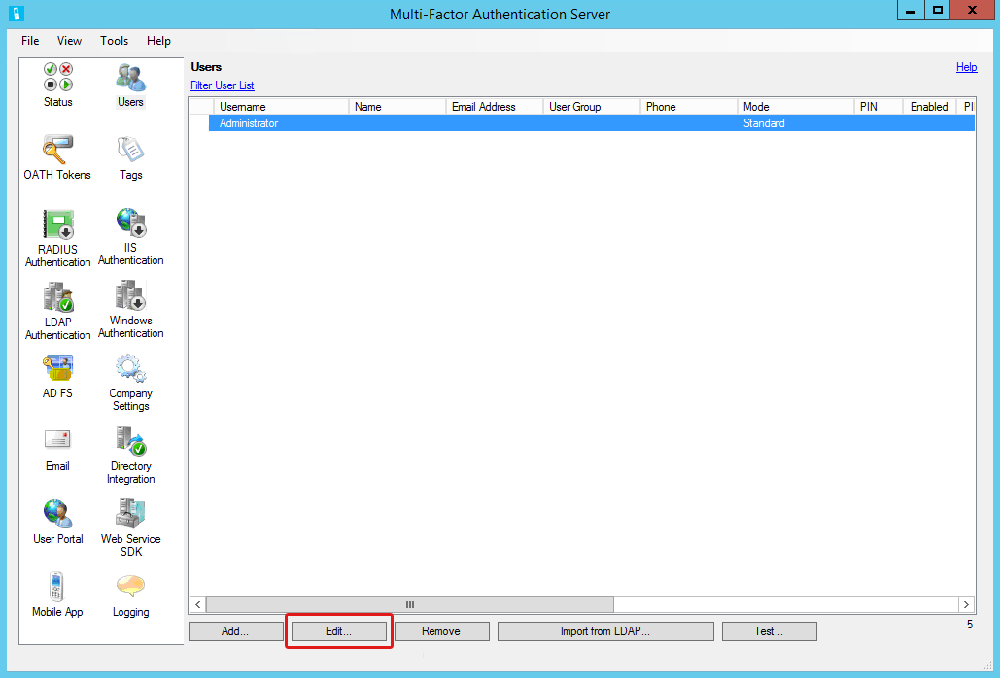 Multi-Factor Authentication Server
File View Tools Help
Status Users
OATH Tokens Tags
RADIUS Authentication
IIS Authentication
LDAP Authentication
Windows Authentication
AD FS
Company Settings
Email
Directory Integration
User Portal
Web Service SDK
Mobile App Logging
Users
Help
Filter User List
Username Name Email Address User Group Phone Mode PIN Enabled PI
Administrator Standard
5
Add... Edit... Remove Import from LDAP... Test...